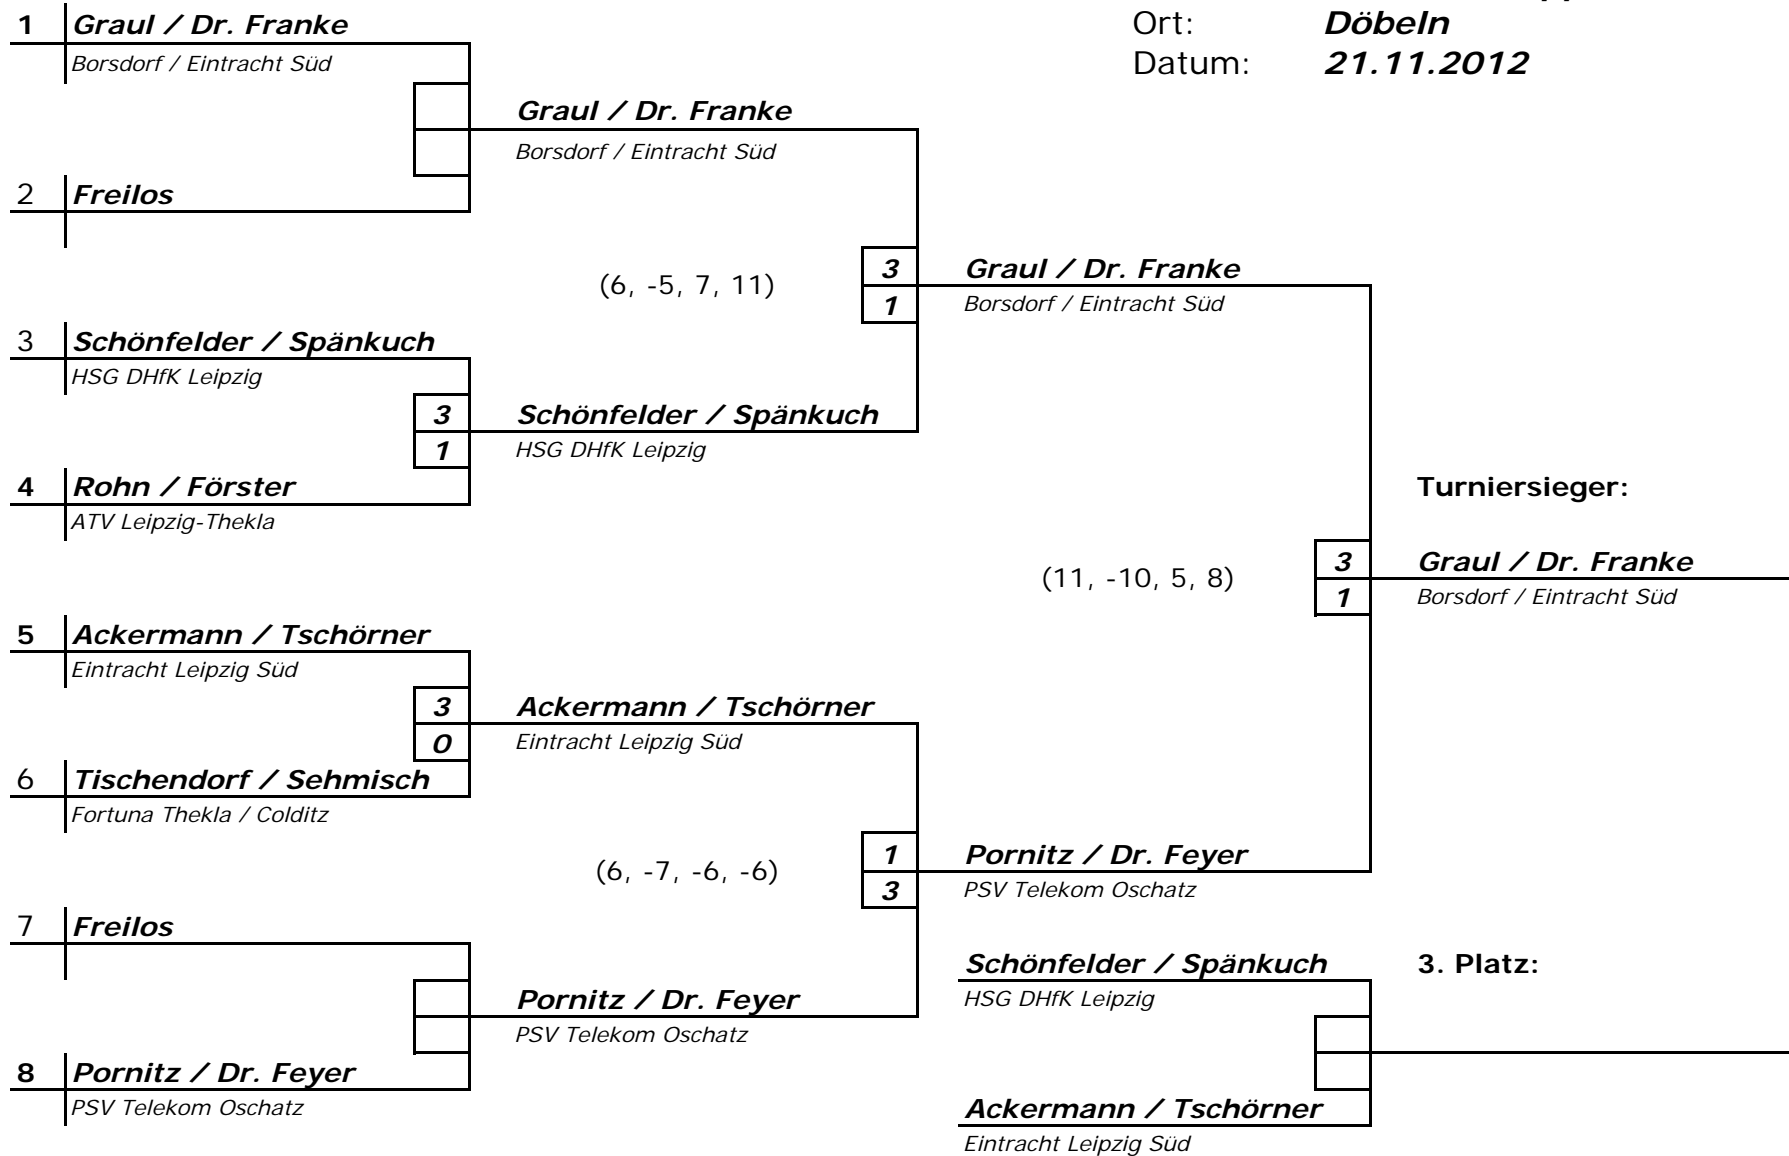 Ort: Döbeln
Datum: 21.11.2012
1 Graul / Dr. Franke
Borsdorf / Eintracht Süd
Graul / Dr. Franke
Borsdorf / Eintracht Süd
2 Freilos
(6, -5, 7, 11)
3
1
Graul / Dr. Franke
Borsdorf / Eintracht Süd
3 Schönfelder / Spänkuch
HSG DHfK Leipzig
3
1
Schönfelder / Spänkuch
HSG DHfK Leipzig
4 Rohn / Förster
ATV Leipzig-Thekla
Turniersieger:
(11, -10, 5, 8)
3
1
Graul / Dr. Franke
Borsdorf / Eintracht Süd
5 Ackermann / Tschörner
Eintracht Leipzig Süd
3
0
Ackermann / Tschörner
Eintracht Leipzig Süd
6 Tischendorf / Sehmisch
Fortuna Thekla / Colditz
(6, -7, -6, -6)
1
3
Pornitz / Dr. Feyer
PSV Telekom Oschatz
7 Freilos
Pornitz / Dr. Feyer
PSV Telekom Oschatz
8 Pornitz / Dr. Feyer
PSV Telekom Oschatz
Schönfelder / Spänkuch
HSG DHfK Leipzig
3. Platz:
Ackermann / Tschörner
Eintracht Leipzig Süd